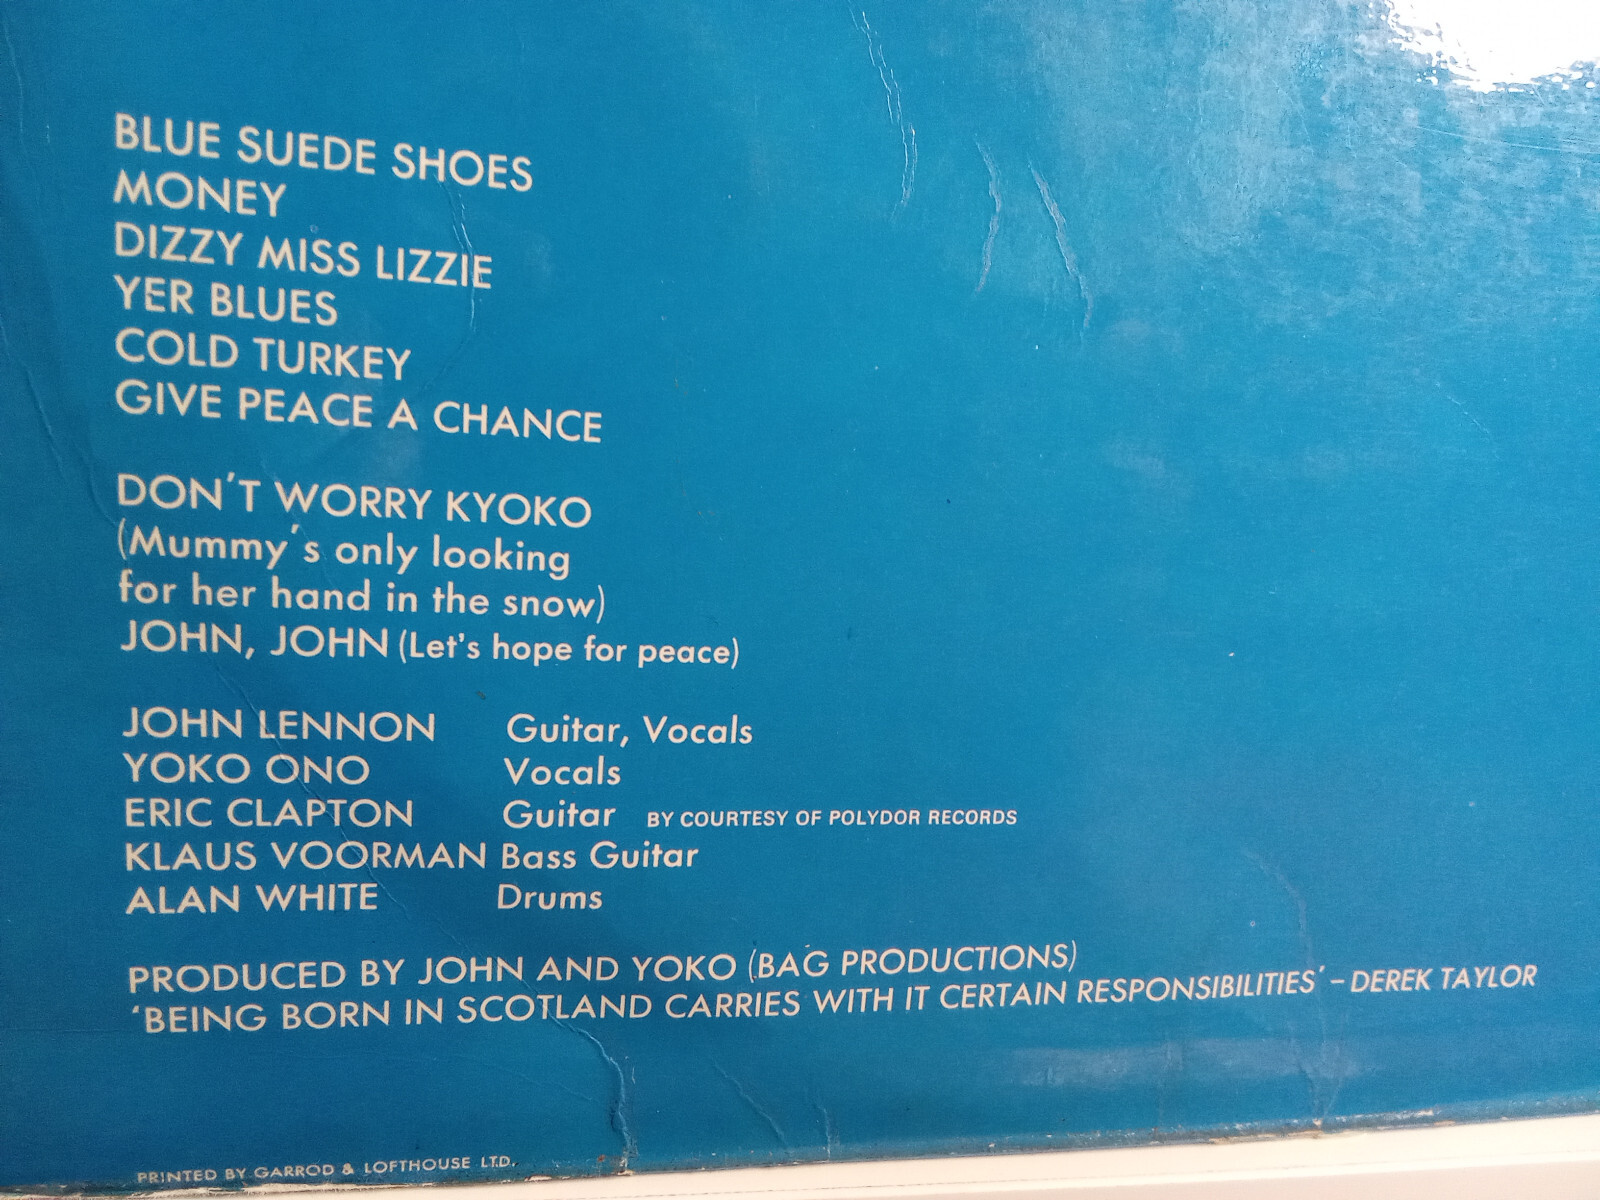 BLUE SUEDE SHOES
MONEY
DIZZY MISS LIZZIE
YER BLUES
COLD TURKEY
GIVE PEACE A CHANCE
DON'T WORRY KYOKO
(Mummy's only looking
for her hand in the snow)
JOHN, JOHN (Let's hope for peace)
JOHN LENNON Guitar, Vocals
YOKO ONO Vocals
ERIC CLAPTON Guitar BY COURTESY OF POLYDOR RECORDS
KLAUS VOORMAN Bass Guitar
ALAN WHITE Drums
PRODUCED BY JOHN AND YOKO (BAG PRODUCTIONS)
'BEING BORN IN SCOTLAND CARRIES WITH IT CERTAIN RESPONSIBILITIES' – DEREK TAYLOR
PRINTED BY GARROD & LOFTHOUSE LTD.